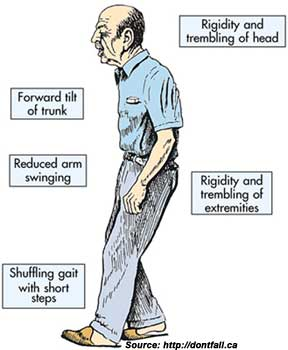 Rigidity and
trembling of head
Forward tilt
of trunk
Reduced arm
swinging
Rigidity and
trembling of
extremities
Shuffling gait
with short
steps
Source: http://dontfall.ca